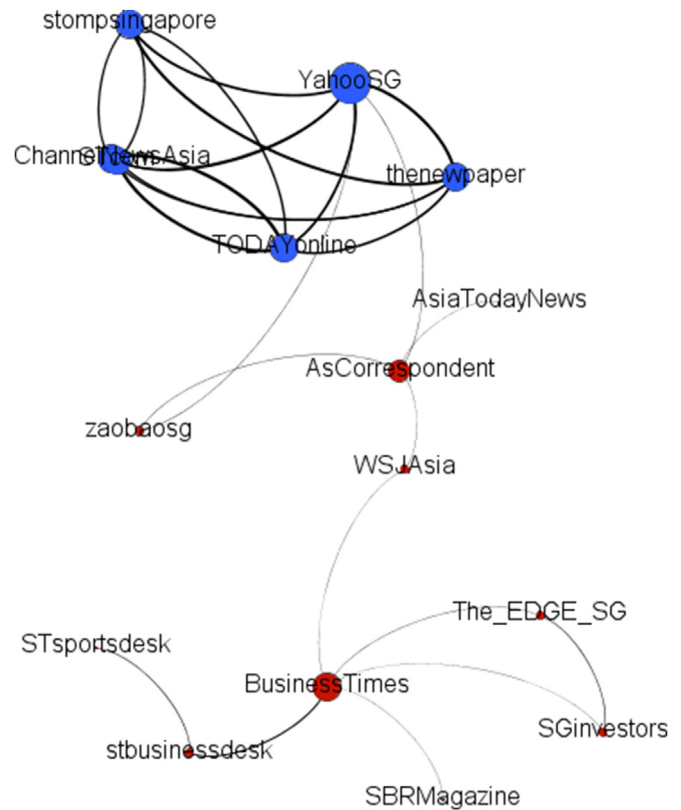 stompsingapore
YahooSG
ChannelNewsAsia
thenewpaper
TODAYonline
AsiaTodayNews
AsCorrespondent
zaobaosg
WSJAsia
The_EDGE_SG
STsportsdesk
BusinessTimes
SGinvestors
stbusinessdesk
SBRMagazine